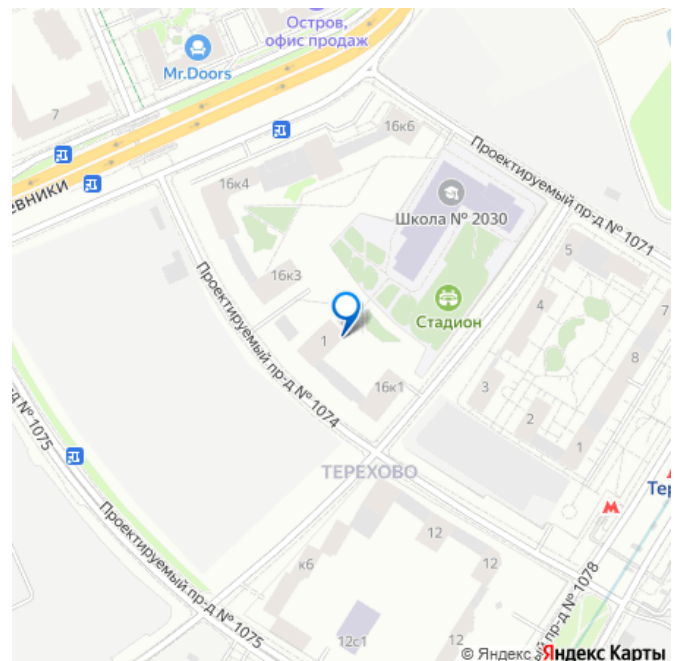 Остров,
офис продаж
Mr.Doors
7
16к6
ЕВНИКИ
16к4
Проектируемый пр-д № 1071
Школа № 2030
5
16к3
Проектируемый пр-д № 1074
Стадион
4
7
1
8
16к1
3
2
1
д № 1075
ТЕРЕХОВО
Тер
Проектируемый пр-д № 1075
12
12
к6
ый пр-д № 1078
12с1
12
© Яндекс Яндекс Карты